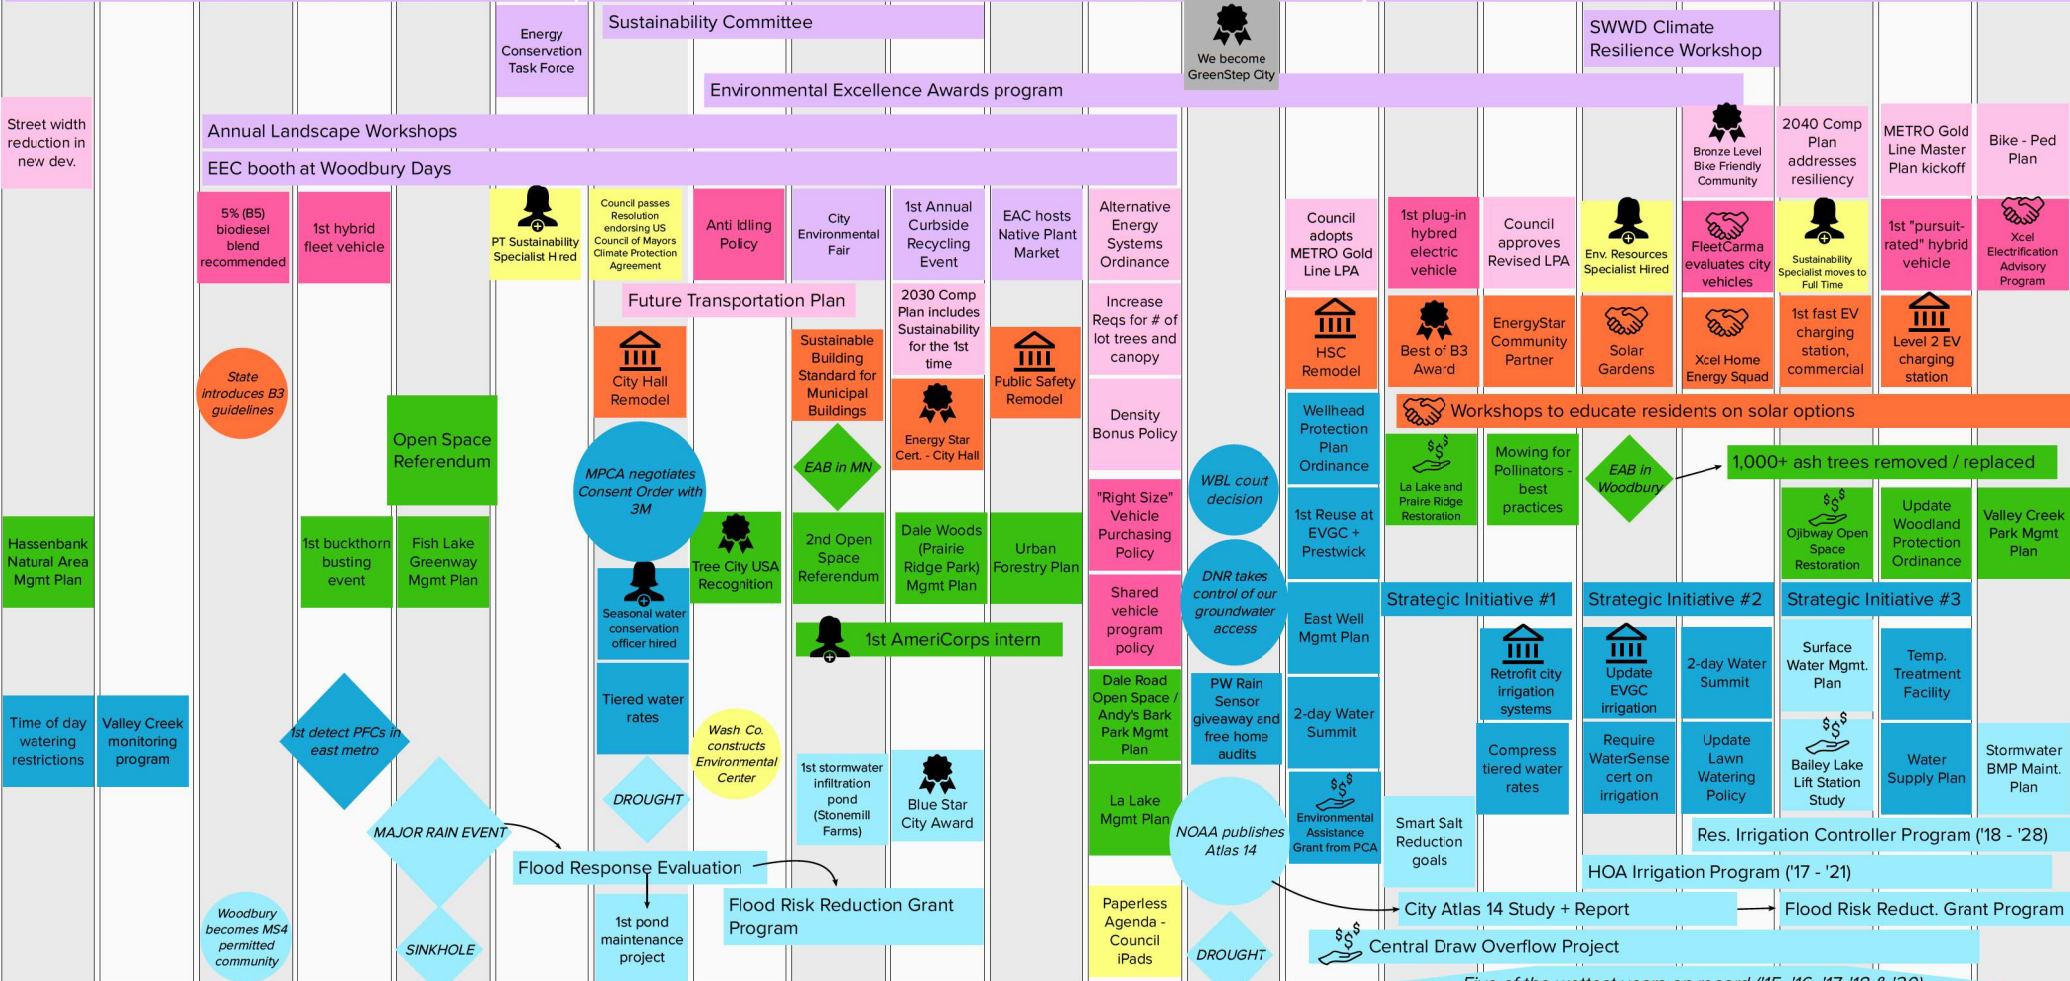 Energy
Conservation
Task Force
Sustainability Committee
We become
GreenStep City
SWWD Climate
Resilience Workshop
Environmental Excellence Awards program
Street width
reduction in
new dev.
Annual Landscape Workshops
EEC booth at Woodbury Days
Bronze Level
Bike Friendly
Community
2040 Comp
Plan
addresses
resiliency
METRO Gold
Line Master
Plan kickoff
Bike - Ped
Plan
5% (B5)
biodiesel
blend
recommended
1st hybrid
fleet vehicle
PT Sustainability
Specialist Hired
Council passes
Resolution
endorsing US
Council of Mayors
Climate Protection
Agreement
Anti Idling
Policy
City
Environmental
Fair
1st Annual
Curbside
Recycling
Event
EAC hosts
Native Plant
Market
Alternative
Energy
Systems
Ordinance
Council
adopts
METRO Gold
Line LPA
1st plug-in
hybred
electric
vehicle
Council
approves
Revised LPA
Env. Resources
Specialist Hired
FleetCarma
evaluates city
vehicles
Sustainability
Specialist moves to
Full Time
1st "pursuit-
rated" hybrid
vehicle
Xcel
Electrification
Advisory
Program
Future Transportation Plan
2030 Comp
Plan includes
Sustainability
for the 1st
time
Increase
Reqs for # of
lot trees and
canopy
State
introduces B3
guidelines
City Hall
Remodel
Sustainable
Building
Standard for
Municipal
Buildings
Energy Star
Cert. - City Hall
Public Safety
Remodel
HSC
Remodel
Best of B3
Award
EnergyStar
Community
Partner
Solar
Gardens
Xcel Home
Energy Squad
1st fast EV
charging
station,
commercial
Level 2 EV
charging
station
Open Space
Referendum
Density
Bonus Policy
Wellhead
Protection
Plan
Ordinance
Workshops to educate residents on solar options
MPCA negotiates
Consent Order with
3M
EAB in MN
WBL court
decision
La Lake and
Praire Ridge
Restoration
Mowing for
Pollinators -
best
practices
EAB in
Woodbury
1,000+ ash trees removed / replaced
Hassenbank
Natural Area
Mgmt Plan
1st buckthorn
busting
event
Fish Lake
Greenway
Mgmt Plan
Tree City USA
Recognition
2nd Open
Space
Referendum
Dale Woods
(Prairie
Ridge Park)
Mgmt Plan
Urban
Forestry Plan
"Right Size"
Vehicle
Purchasing
Policy
1st Reuse at
EVGC +
Prestwick
Ojibway Open
Space
Restoration
Update
Woodland
Protection
Ordinance
Valley Creek
Park Mgmt
Plan
Seasonal water
conservation
officer hired
1st AmeriCorps intern
Shared
vehicle
program
policy
DNR takes
control of our
groundwater
access
East Well
Mgmt Plan
Strategic Initiative #1
Strategic Initiative #2
Strategic Initiative #3
Retrofit city
irrigation
systems
Update
EVGC
irrigation
2-day Water
Summit
Surface
Water Mgmt.
Plan
Temp.
Treatment
Facility
Time of day
watering
restrictions
Valley Creek
monitoring
program
1st detect PFCs in
east metro
Tiered water
rates
Wash Co.
constructs
Environmental
Center
Dale Road
Open Space /
Andy's Bark
Park Mgmt
Plan
PW Rain
Sensor
giveaway and
free home
audits
2-day Water
Summit
Compress
tiered water
rates
Require
WaterSense
cert on
irrigation
Update
Lawn
Watering
Policy
Bailey Lake
Lift Station
Study
Water
Supply Plan
Stormwater
BMP Maint.
Plan
MAJOR RAIN EVENT
DROUGHT
1st stormwater
infiltration
pond
(Stonemill
Farms)
Blue Star
City Award
La Lake
Mgmt Plan
NOAA publishes
Atlas 14
Environmental
Assistance
Grant from PCA
Smart Salt
Reduction
goals
Res. Irrigation Controller Program ('18 - '28)
Flood Response Evaluation
HOA Irrigation Program ('17 - '21)
Woodbury
becomes MS4
permitted
community
SINKHOLE
1st pond
maintenance
project
Flood Risk Reduction Grant
Program
Paperless
Agenda -
Council
iPads
DROUGHT
City Atlas 14 Study + Report
Flood Risk Reduct. Grant Program
Central Draw Overflow Project
Five of the wettest years on record ('15, '16, '17, '18 & '20)